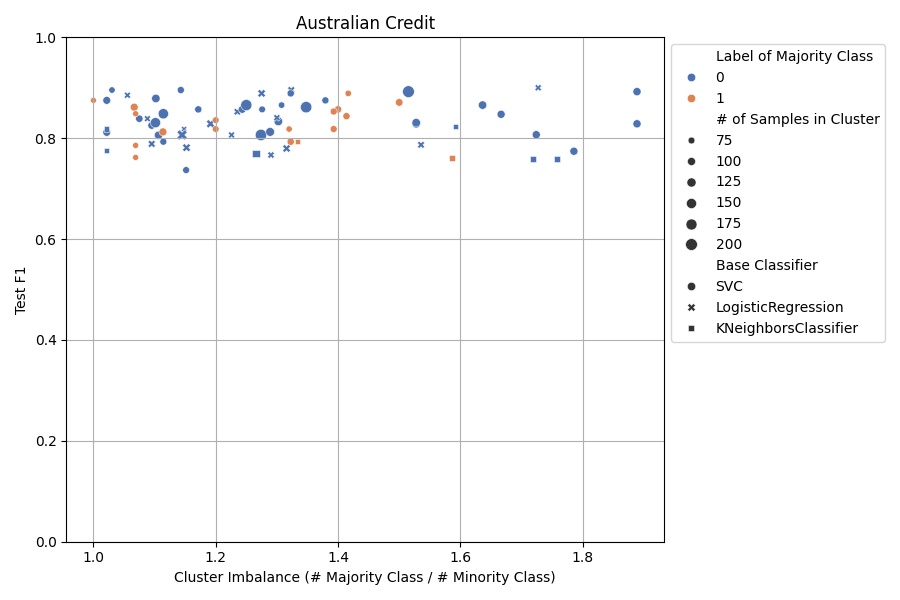 Australian Credit
Test F1
1.0
0.8
0.6
0.4
0.2
0.0
1.0 1.2 1.4 1.6 1.8
Cluster Imbalance (# Majority Class / # Minority Class)
Label of Majority Class
0
1
# of Samples in Cluster
75
100
125
150
175
200
Base Classifier
SVC
LogisticRegression
KNeighborsClassifier